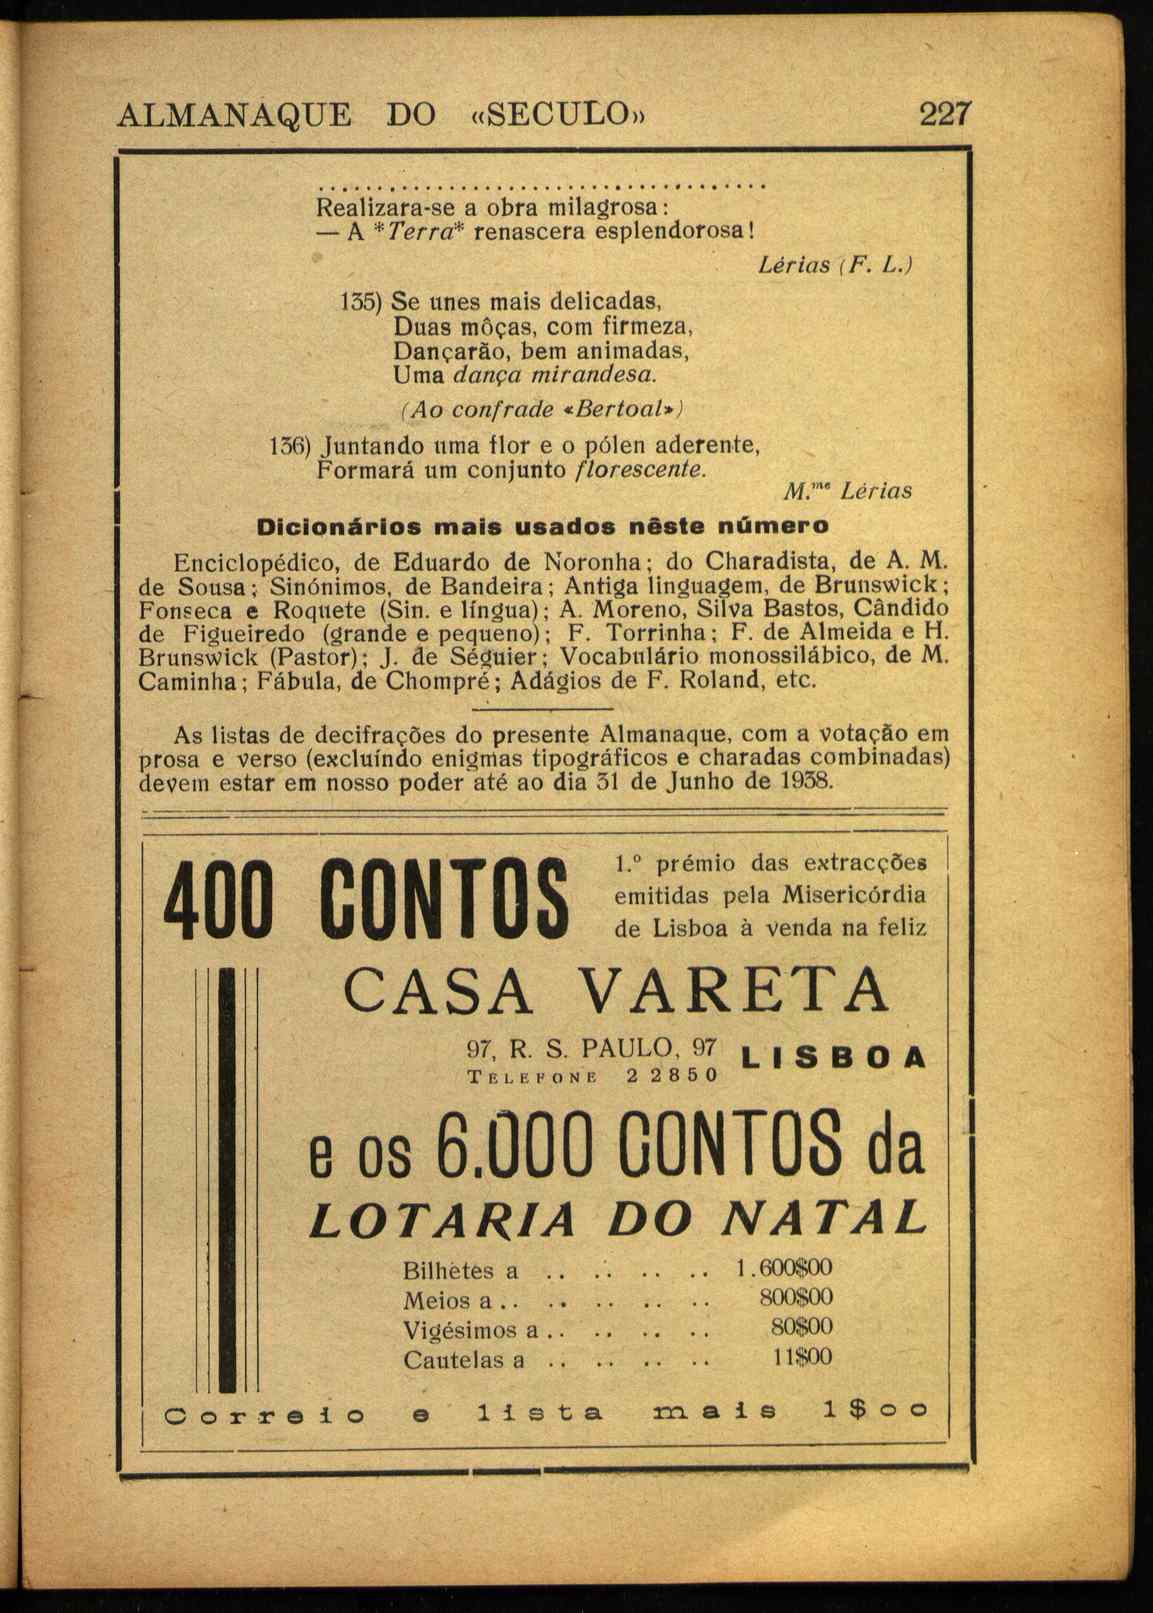 ALMANAQUE DO «SECULO» 227
Realizara-se a obra milagrosa:
— A *Terra* renascera esplendorosa!
Lérias (F. L.)
135) Se unes mais delicadas,
Duas môças, com firmeza,
Dançarão, bem animadas,
Uma dança mirandesa.
(Ao confrade «Bertoal»)
136) Juntando uma flor e o pólen aderente,
Formará um conjunto florescente.
M.me Lérias
Dicionários mais usados nêste número
Enciclopédico, de Eduardo de Noronha; do Charadista, de A. M.
de Sousa; Sinónimos, de Bandeira; Antiga linguagem, de Brunswick;
Fonseca e Roquete (Sin. e língua); A. Moreno, Silva Bastos, Cândido
de Figueiredo (grande e pequeno); F. Torrinha; F. de Almeida e H.
Brunswick (Pastor); J. de Séguier; Vocabulário monossilábico, de M.
Caminha; Fábula, de Chompré; Adágios de F. Roland, etc.
As listas de decifrações do presente Almanaque, com a votação em
prosa e verso (excluíndo enigmas tipográficos e charadas combinadas)
devem estar em nosso poder até ao dia 31 de Junho de 1938.
400 CONTOS
1.º prémio das extracções
emitidas pela Misericórdia
de Lisboa à venda na feliz
CASA VARETA
97, R. S. PAULO, 97 LISBOA
TELEFONE 22850
e os 6.000 CONTOS da
LOTARIA DO NATAL
Bilhetes a .. .. .. .. 1.600$00
Meios a .. .. .. .. .. 800$00
Vigésimos a .. .. .. .. 80$00
Cautelas a .. .. .. .. 11$00
Correio e lista mais 1$oo